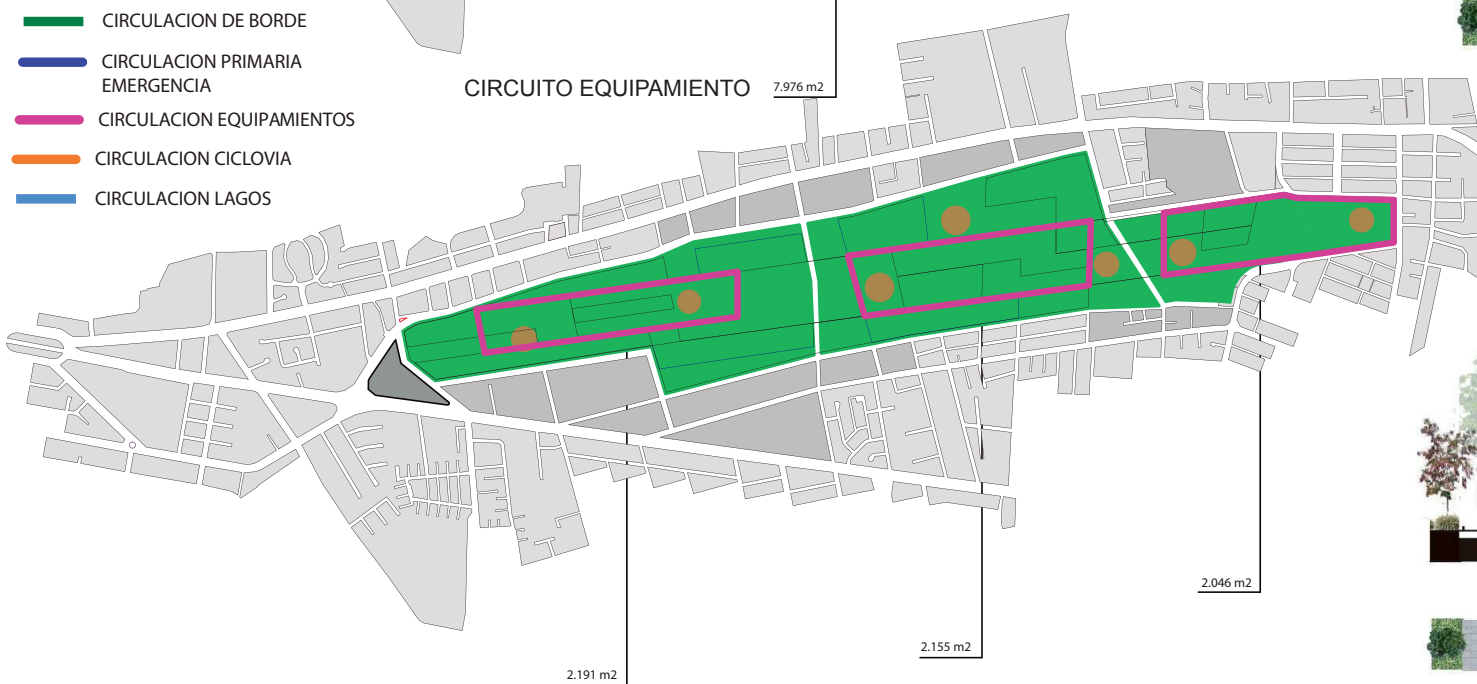 CIRCULACION DE BORDE
CIRCULACION PRIMARIA
EMERGENCIA
CIRCULACION EQUIPAMIENTOS
CIRCULACION CICLOVIA
CIRCULACION LAGOS
CIRCUITO EQUIPAMIENTO
7.976 m2
2.046 m2
2.155 m2
2.191 m2